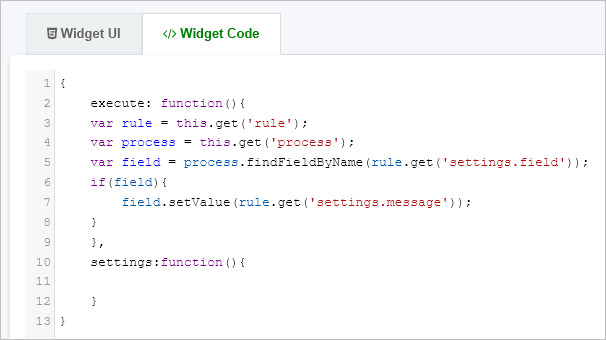 Widget UI
</> Widget Code
1 {
2     execute: function(){
3     var rule = this.get('rule');
4     var process = this.get('process');
5     var field = process.findFieldByName(rule.get('settings.field'));
6     if(field){
7         field.setValue(rule.get('settings.message'));
8     }
9     },
10     settings:function(){
11
12     }
13 }